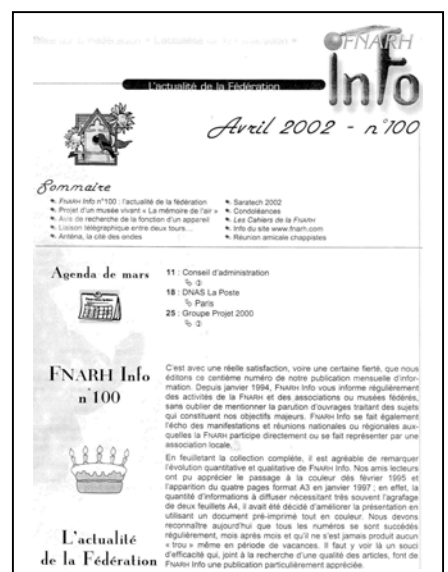 FNARH
Info
L'actualité de la Fédération
Avril 2002 - n°100
Sommaire
FNARH Info n°100 : l'actualité de la fédération
Projet d'un musée vivant « La mémoire de l'air »
Avis de recherche de la fonction d'un appareil
Liaison télégraphique entre deux tours…
Anténa, la cité des ondes
Saratech 2002
Condoléances
Les Cahiers de la FNARH
Info du site www.fnarh.com
Réunion amicale chappistes
Agenda de mars
11 : Conseil d'administration
18 : DNAS La Poste
Paris
25 : Groupe Projet 2000
FNARH Info
n°100
C'est avec une réelle satisfaction, voire une certaine fierté, que nous
éditons ce centième numéro de notre publication mensuelle d'infor-
mation. Depuis janvier 1994, FNARH Info vous informe régulièrement
des activités de la FNARH et des associations ou musées fédérés,
sans oublier de mentionner la parution d'ouvrages traitant des sujets
qui constituent nos objectifs majeurs. FNARH Info se fait également
l'écho des manifestations et réunions nationales ou régionales aux-
quelles la FNARH participe directement ou se fait représenter par une
association locale.
En feuilletant la collection complète, il est agréable de remarquer
l'évolution quantitative et qualitative de FNARH Info. Nos amis lecteurs
ont pu apprécier le passage à la couleur dès février 1995 et
l'apparition du quatre pages format A3 en janvier 1997 ; en effet, la
quantité d'informations à diffuser nécessitant très souvent l'agrafage
de deux feuillets A4, il avait été décidé d'améliorer la présentation en
utilisant un document pré-imprimé tout en couleur. Nous devons
reconnaître aujourd'hui que tous les numéros se sont succédés
régulièrement, mois après mois et qu'il ne s'est jamais produit aucun
« trou » même en période de vacances. Il faut y voir là un souci
d'efficacité qui, joint à la recherche d'une qualité des articles, font de
FNARH Info une publication particulièrement appréciée.
L'actualité
de la Fédération